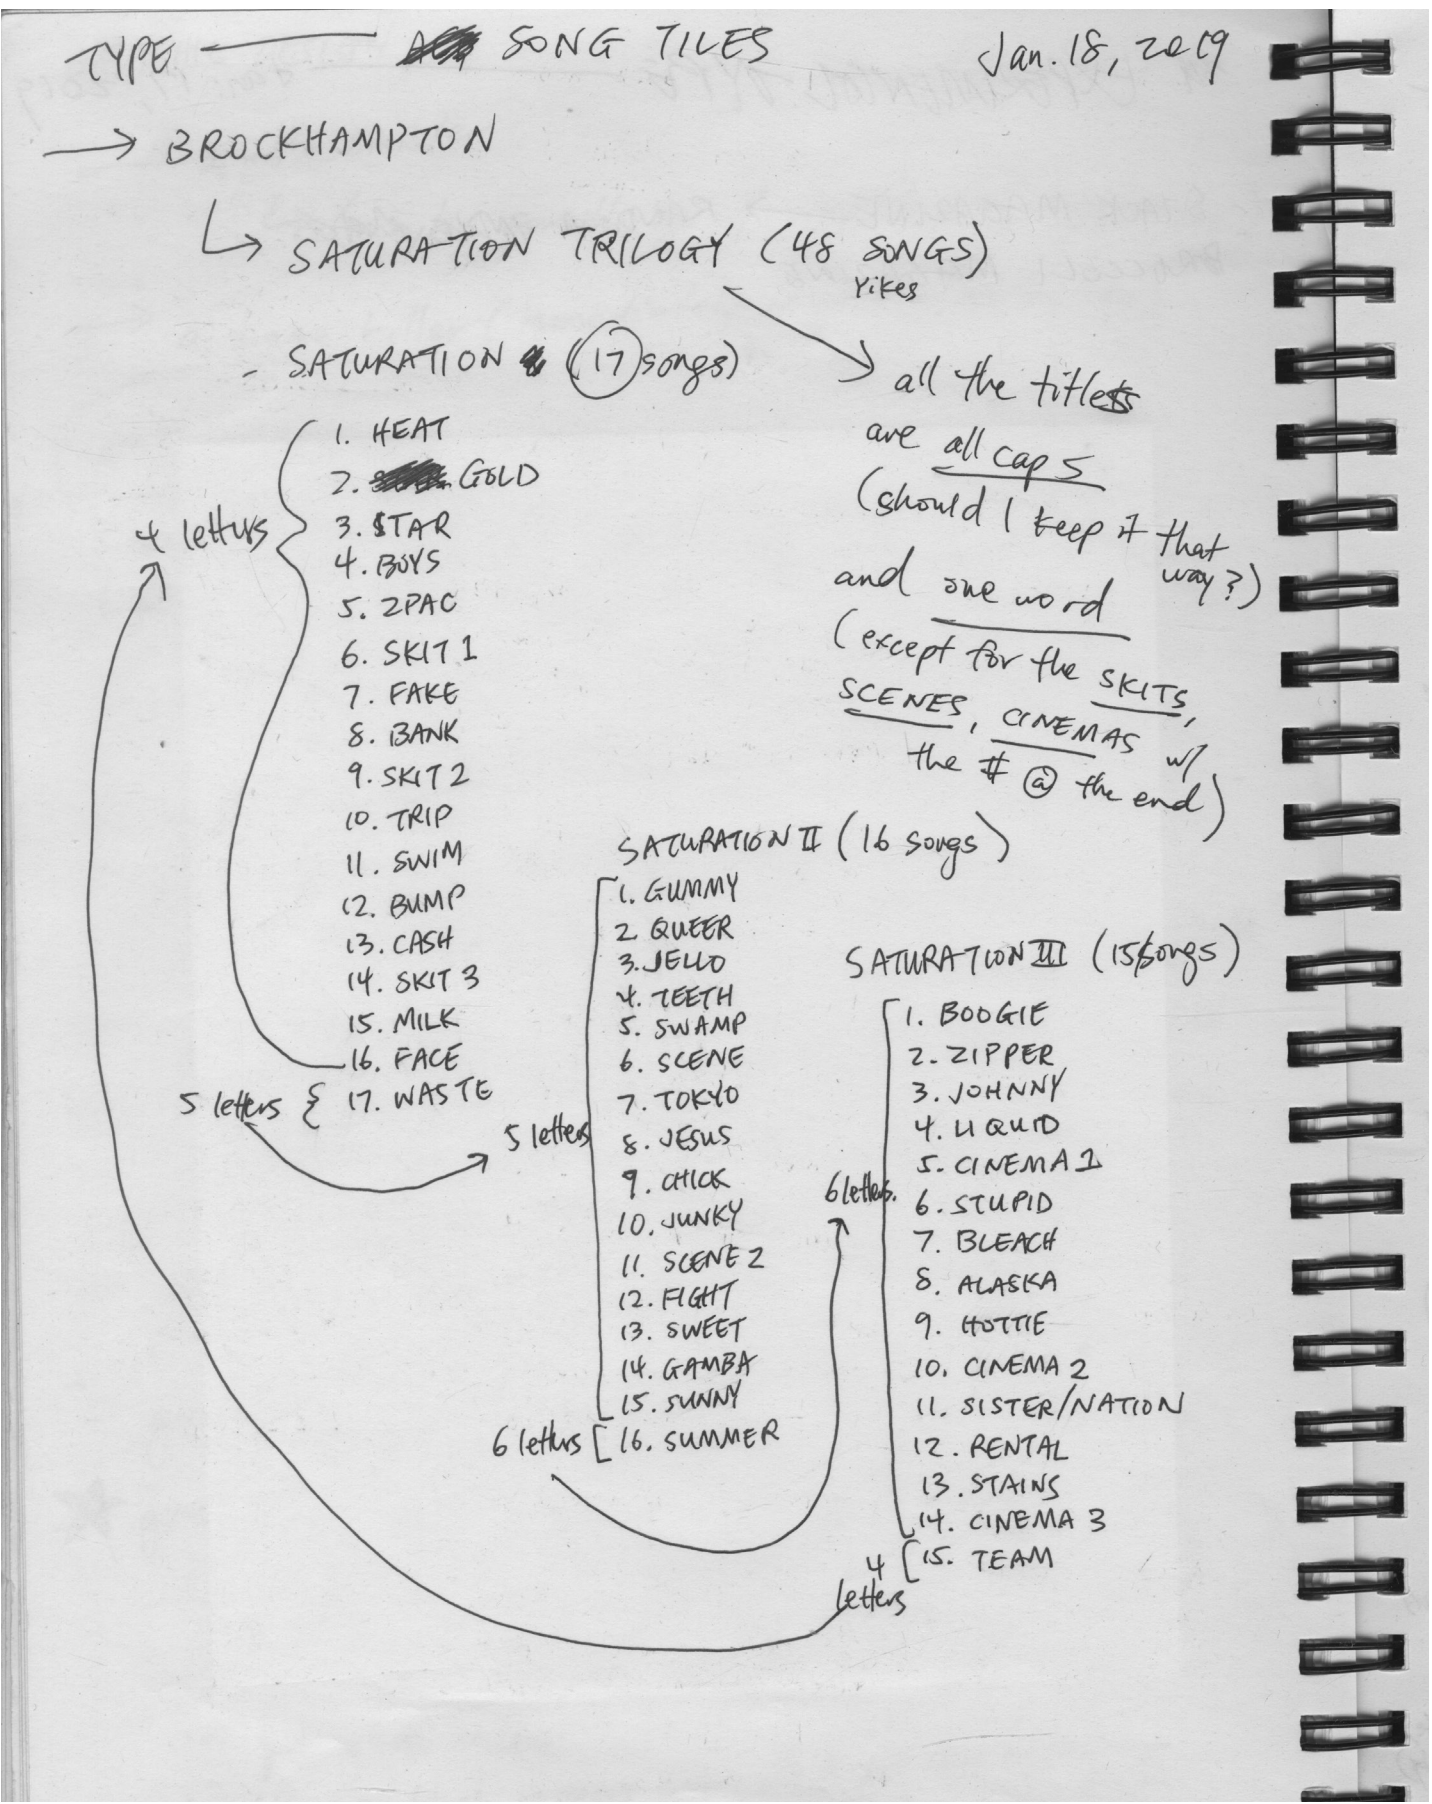 TYPE — SONG TILES Jan. 18, 2019
→ BROCKHAMPTON
↳ SATURATION TRILOGY (48 SONGS)
Yikes
- SATURATION (17 songs)
4 letters
1. HEAT
2. GOLD
3. STAR
4. BOYS
5. 2PAC
6. SKIT 1
7. FAKE
8. BANK
9. SKIT 2
10. TRIP
11. SWIM
12. BUMP
13. CASH
14. SKIT 3
15. MILK
16. FACE
5 letters { 17. WASTE
all the titles
are all caps
(should I keep it that
way?)
and one word
(except for the SKITS,
SCENES, CINEMAS w/
the # @ the end)
SATURATION II (16 songs)
5 letters
1. GUMMY
2. QUEER
3. JELLO
4. TEETH
5. SWAMP
6. SCENE
7. TOKYO
8. JESUS
9. CHICK
10. JUNKY
11. SCENE 2
12. FIGHT
13. SWEET
14. GAMBA
15. SUNNY
6 letters [ 16. SUMMER
SATURATION III (15 songs)
6 letters.
1. BOOGIE
2. ZIPPER
3. JOHNNY
4. LIQUID
5. CINEMA 1
6. STUPID
7. BLEACH
8. ALASKA
9. HOTTIE
10. CINEMA 2
11. SISTER/NATION
12. RENTAL
13. STAINS
14. CINEMA 3
4 letters [ 15. TEAM